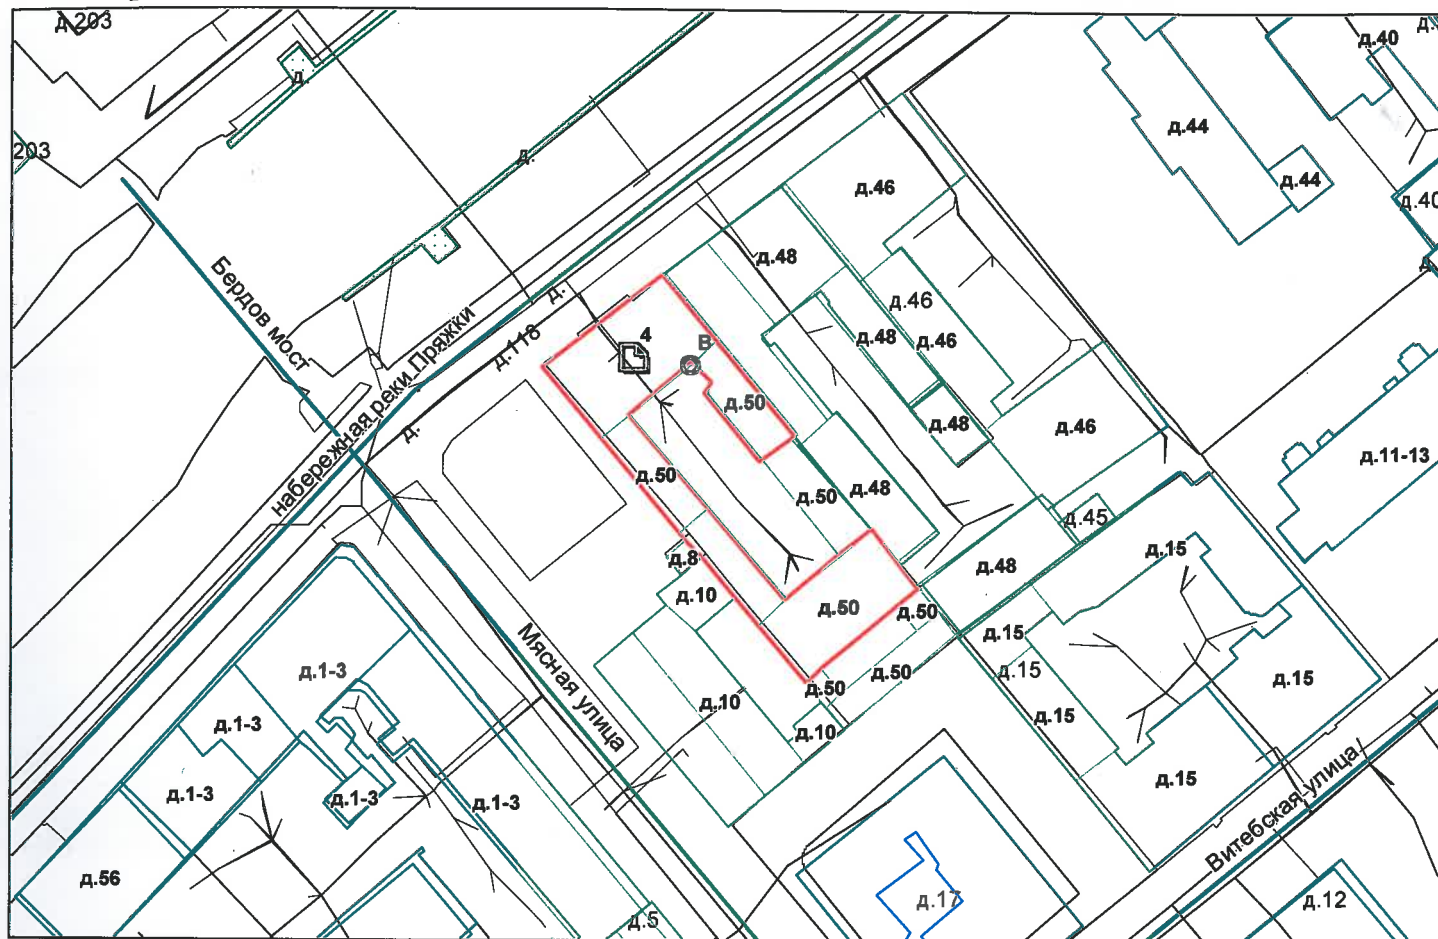 д.203
203
д.
д.
д.40
д.
д.44
д.44
д.40
д.
д.46
д.48
д.46
д.46
д.48
д.48
д.46
Бердов мост
набережная реки Пряжки
д.118
д.
д.
4
В
д.50
д.50
д.50
д.48
д.11-13
д.45
д.15
д.48
д.8
д.10
д.50
д.50
д.15
д.15
д.50
д.50
д.10
д.10
д.15
д.15
д.15
Мясная улица
д.1-3
д.1-3
д.1-3
д.1-3
д.1-3
д.56
д.5
д.17
Витебская улица
д.12